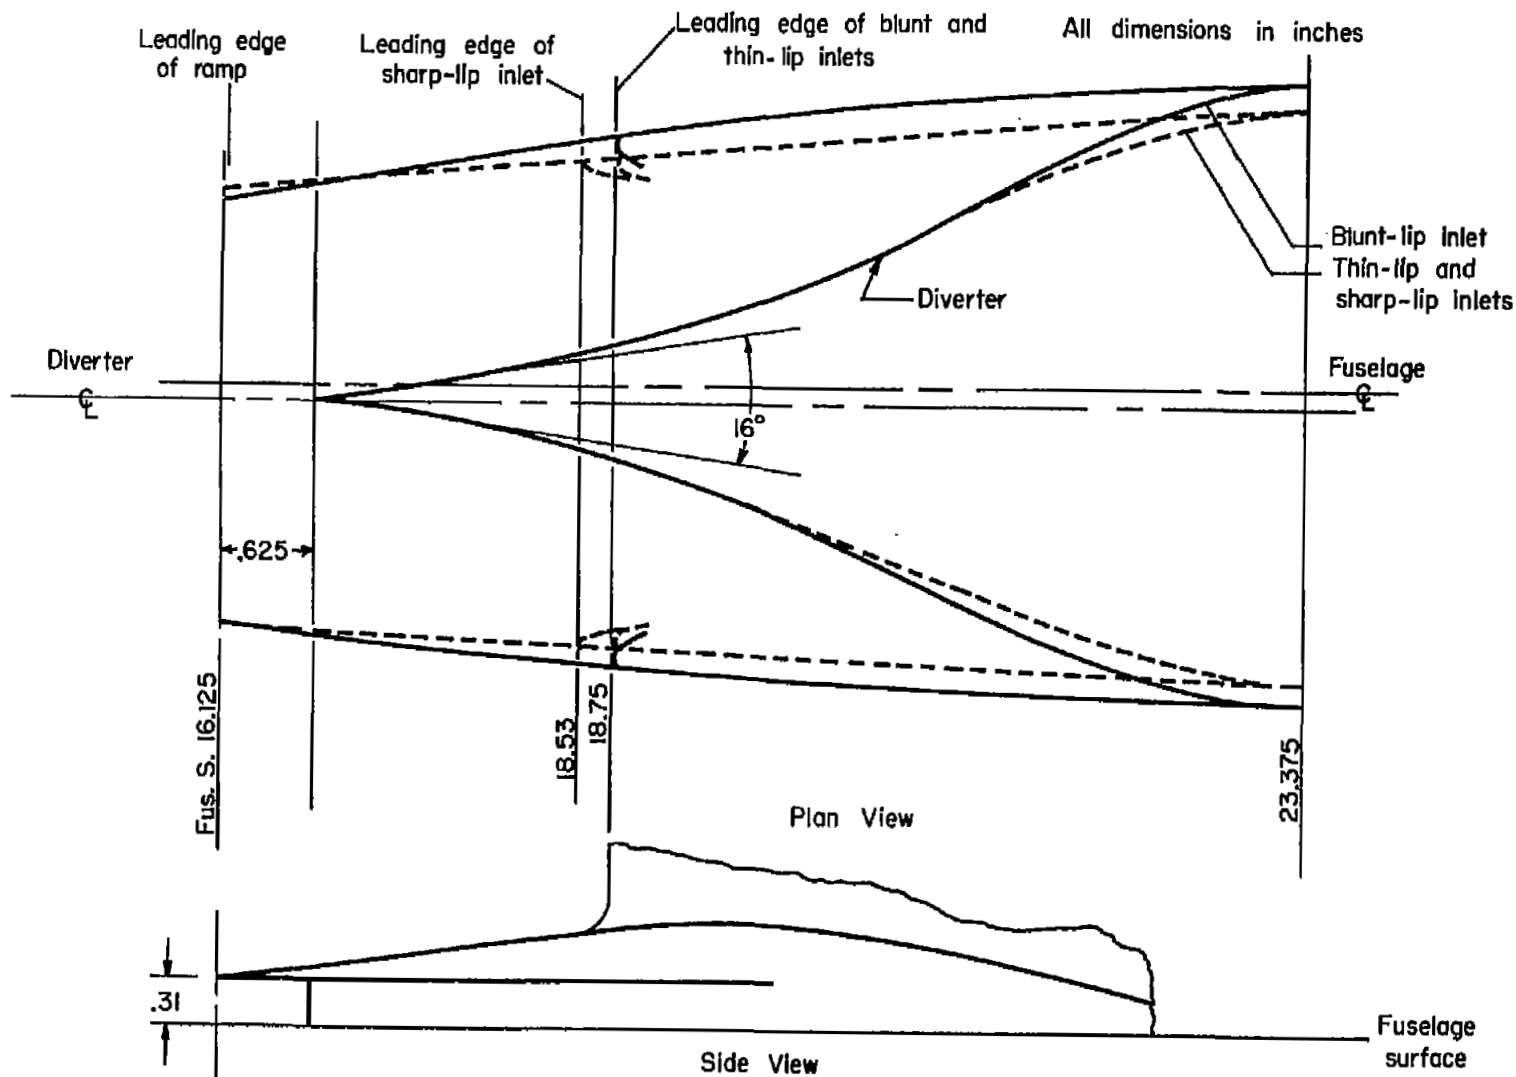 Leading edge
of ramp
Leading edge of
sharp-lip inlet
Leading edge of blunt and
thin-lip inlets
All dimensions in inches
Blunt-lip inlet
Thin-lip and
sharp-lip inlets
Diverter
Diverter
Fuselage
℄
℄
16°
.625
Fus. S. 16.125
18.53
18.75
23.375
Plan View
.31
Side View
Fuselage
surface